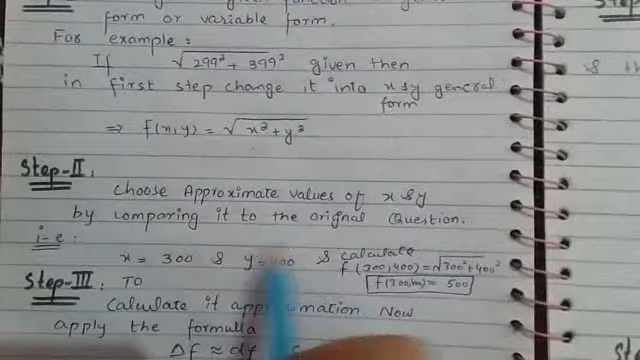 form or variable form.
For example:
If √299² + 399² given then
in first step change it into x & y general
form
⇒ f(x,y) = √x² + y²
Step-II:
Choose Approximate values of x & y
by comparing it to the orignal Question.
i-e:
x = 300 & y = 400 & calculate
f(300,400) = √300² + 400²
f(300,400) = 500
Step-III: TO
Calculate it Now
apply the formulla
Δf ≈ df